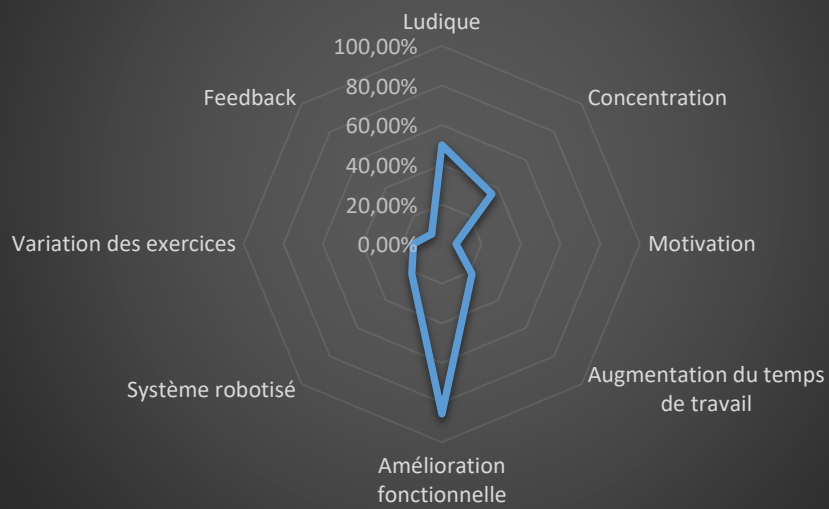 Ludique
100,00%
80,00%
60,00%
40,00%
20,00%
0,00%
Concentration
Motivation
Augmentation du temps
de travail
Amélioration
fonctionnelle
Système robotisé
Variation des exercices
Feedback